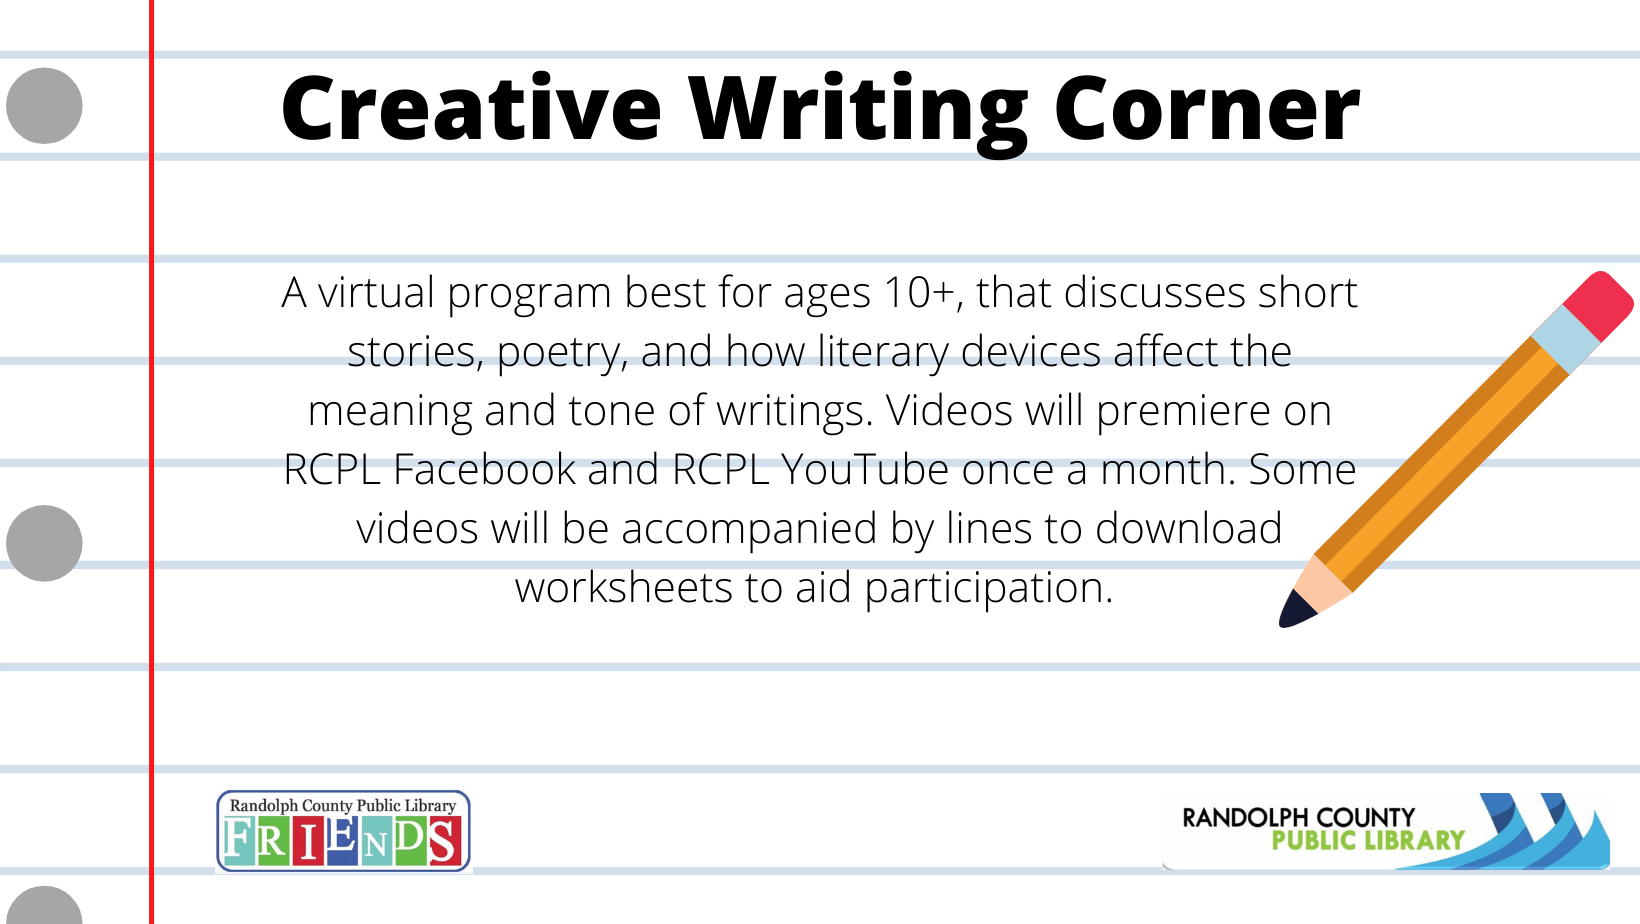 Creative Writing Corner
A virtual program best for ages 10+, that discusses short
stories, poetry, and how literary devices affect the
meaning and tone of writings. Videos will premiere on
RCPL Facebook and RCPL YouTube once a month. Some
videos will be accompanied by lines to download
worksheets to aid participation.
Randolph County Public Library
FRIENDS
RANDOLPH COUNTY
PUBLIC LIBRARY